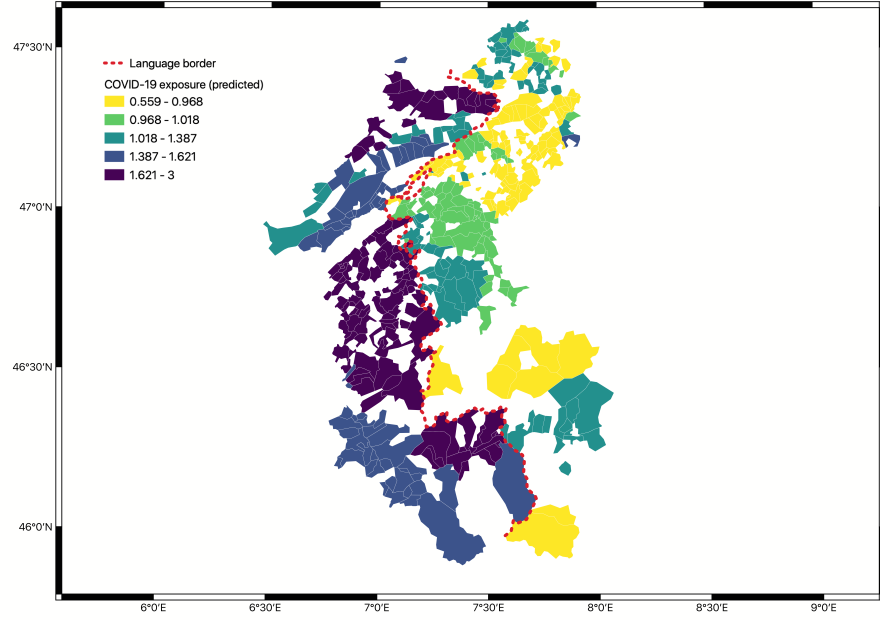 47°30'N
Language border
COVID-19 exposure (predicted)
0.559 - 0.968
0.968 - 1.018
1.018 - 1.387
1.387 - 1.621
1.621 - 3
47°0'N
46°30'N
46°0'N
6°0'E 6°30'E 7°0'E 7°30'E 8°0'E 8°30'E 9°0'E